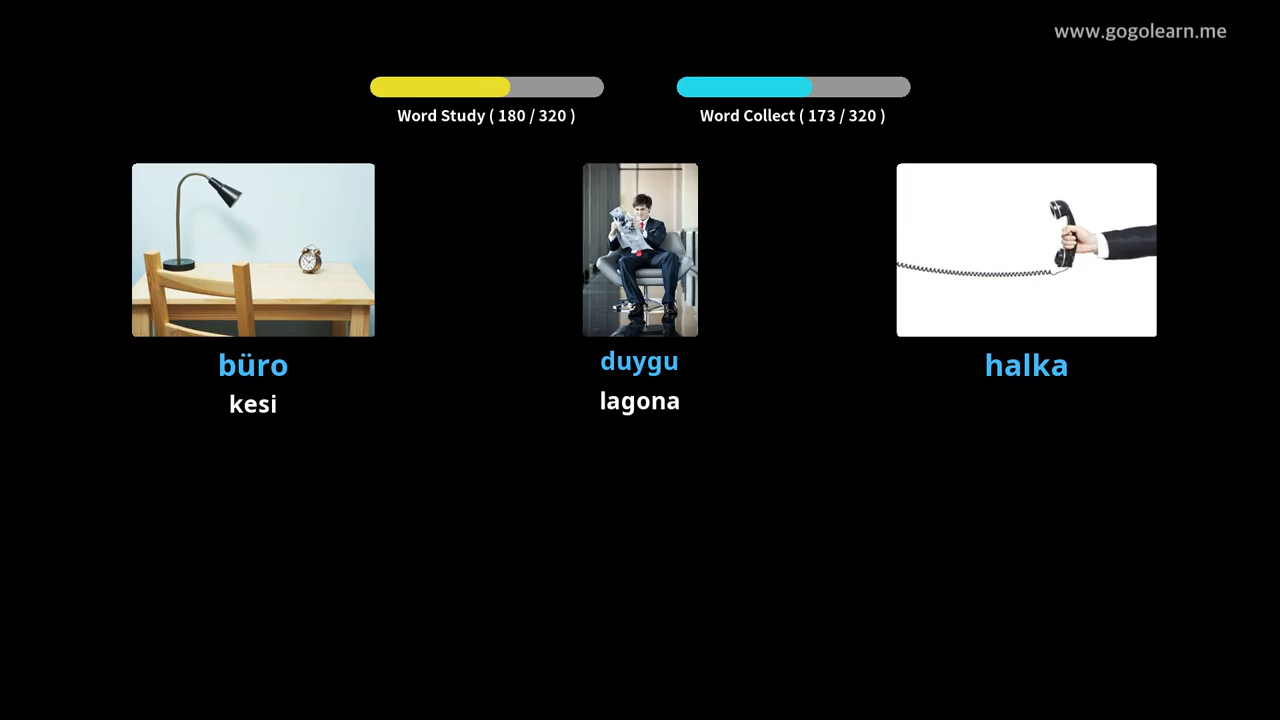 www.gogolearn.me
Word Study ( 180 / 320 )
Word Collect ( 173 / 320 )
büro
duygu
halka
kesi
lagona